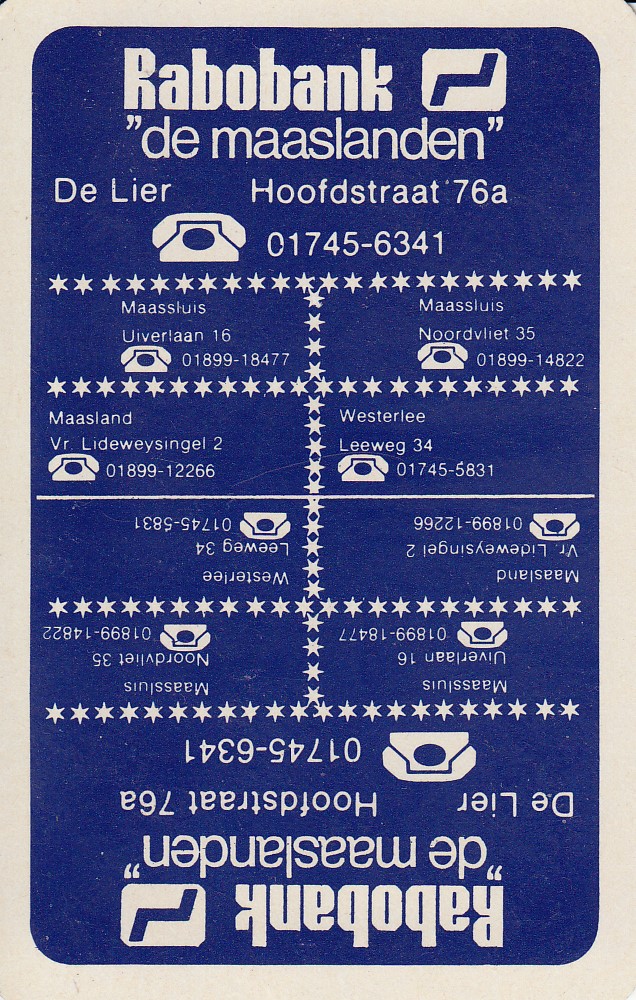 Rabobank
"de maaslanden"
De Lier Hoofdstraat 76a
01745-6341
Maassluis
Uiverlaan 16
01899-18477
Maassluis
Noordvliet 35
01899-14822
Maasland
Vr. Lideweysingel 2
01899-12266
Westerlee
Leeweg 34
01745-5831
Rabobank
"de maaslanden"
De Lier Hoofdstraat 76a
01745-6341
Maassluis
Uiverlaan 16
01899-18477
Maassluis
Noordvliet 35
01899-14822
Maasland
Vr. Lideweysingel 2
01899-12266
Westerlee
Leeweg 34
01745-5831